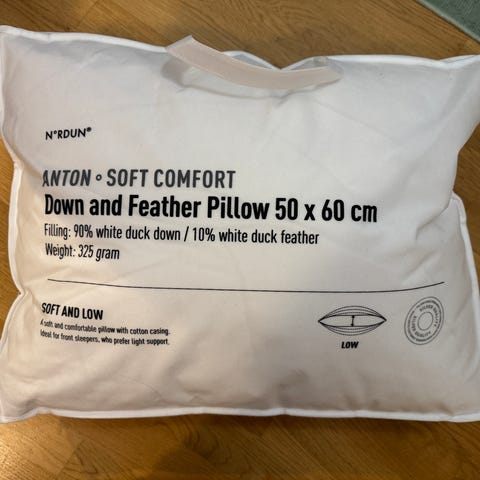 N°RDUN®
ANTON ∘ SOFT COMFORT
Down and Feather Pillow 50 x 60 cm
Filling: 90% white duck down / 10% white duck feather
Weight: 325 gram
SOFT AND LOW
A soft and comfortable pillow with cotton casing.
Ideal for front sleepers, who prefer light support.
LOW